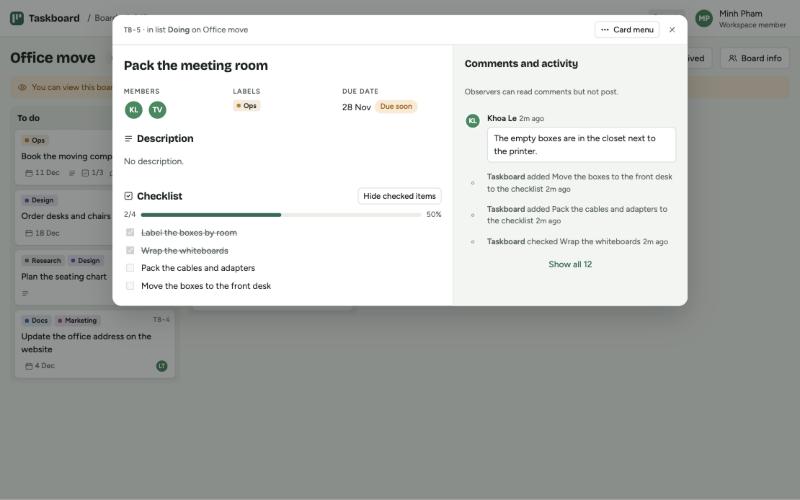 Taskboard / Board
MP Minh Pham
Workspace member
Office move
Board info
You can view this boar
To do
Ops
Book the moving comp
11 Dec 1/3
Design
Order desks and chairs
18 Dec
Research Design
Plan the seating chart
Docs Marketing TB-4
Update the office address on the
website
4 Dec LT
TB-5 · in list Doing on Office move
Card menu
Pack the meeting room
MEMBERS LABELS DUE DATE
KL TV Ops 28 Nov Due soon
Description
No description.
Checklist Hide checked items
2/4 50%
Label the boxes by room
Wrap the whiteboards
Pack the cables and adapters
Move the boxes to the front desk
Comments and activity
Observers can read comments but not post.
KL Khoa Le 2m ago
The empty boxes are in the closet next to
the printer.
Taskboard added Move the boxes to the front desk
to the checklist 2m ago
Taskboard added Pack the cables and adapters to
the checklist 2m ago
Taskboard checked Wrap the whiteboards 2m ago
Show all 12